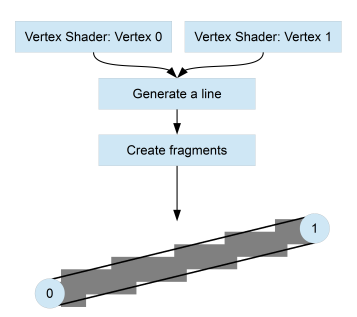 Vertex Shader: Vertex 0
Vertex Shader: Vertex 1
Generate a line
Create fragments
1
0